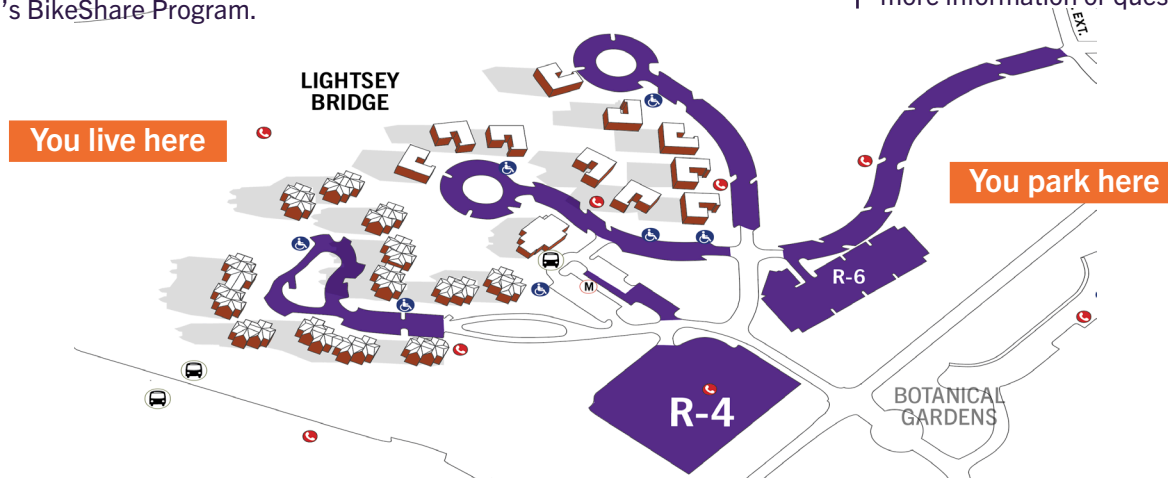 's BikeShare Program.
more information or ques
. EXT.
LIGHTSEY
BRIDGE
You live here
You park here
R-6
M
R-4
BOTANICAL
GARDENS